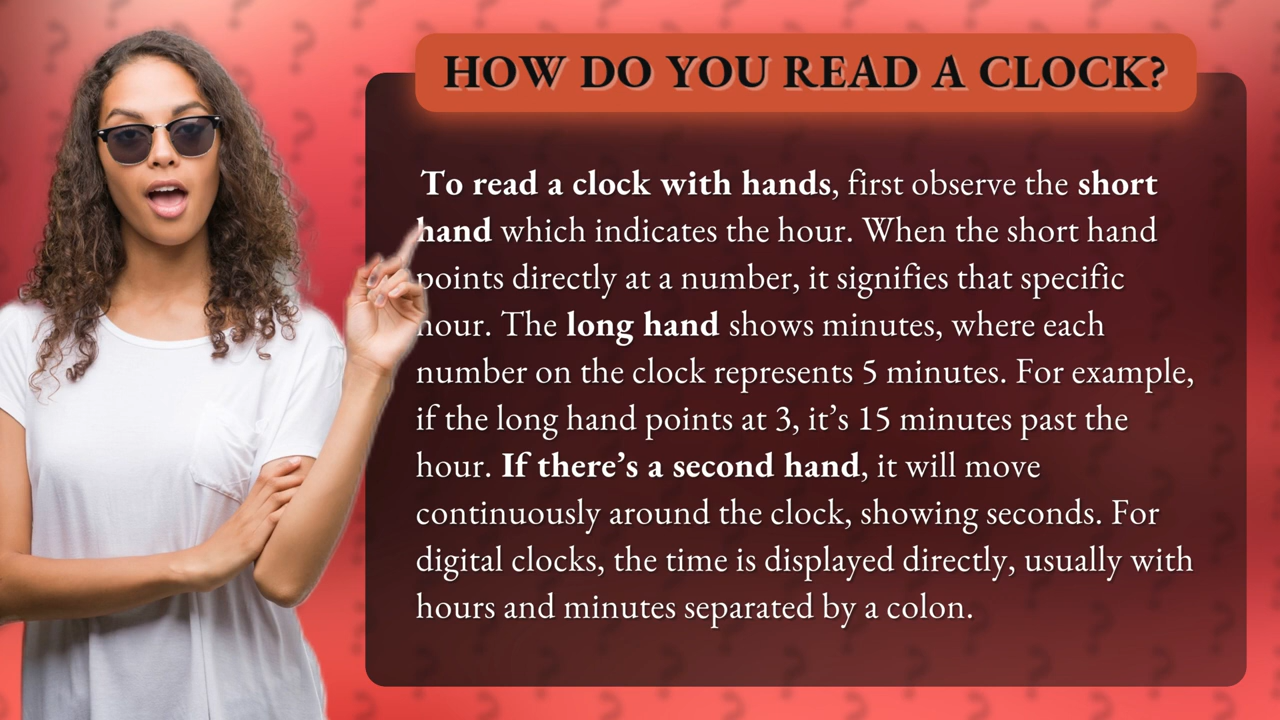 HOW DO YOU READ A CLOCK?
To read a clock with hands, first observe the short
hand which indicates the hour. When the short hand
points directly at a number, it signifies that specific
hour. The long hand shows minutes, where each
number on the clock represents 5 minutes. For example,
if the long hand points at 3, it’s 15 minutes past the
hour. If there’s a second hand, it will move
continuously around the clock, showing seconds. For
digital clocks, the time is displayed directly, usually with
hours and minutes separated by a colon.